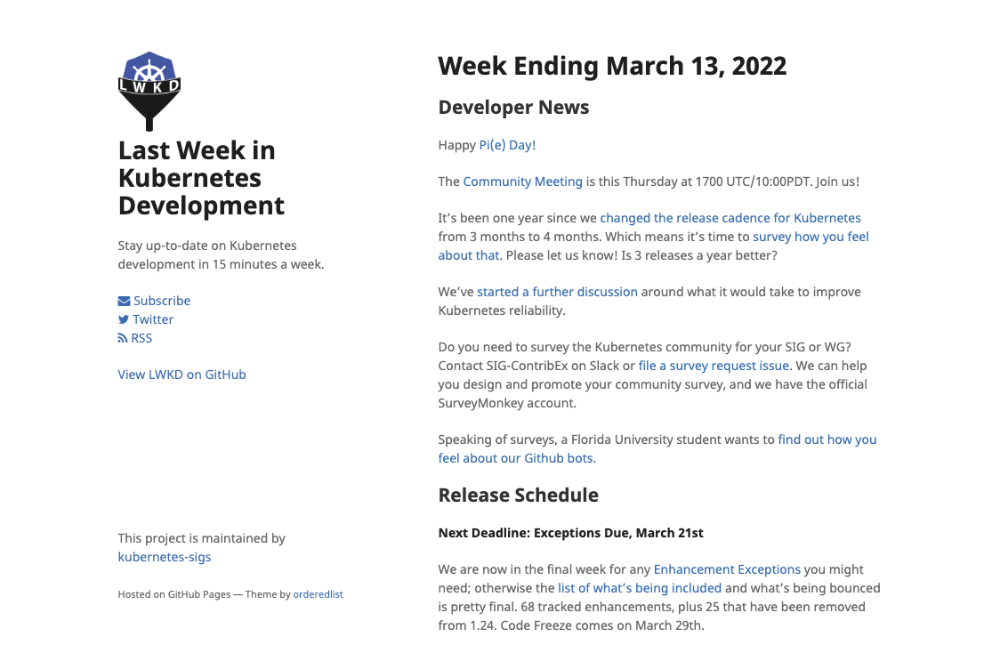 LWKD
Last Week in
Kubernetes
Development
Stay up-to-date on Kubernetes
development in 15 minutes a week.
Subscribe
Twitter
RSS
View LWKD on GitHub
This project is maintained by
kubernetes-sigs
Hosted on GitHub Pages — Theme by orderedlist
Week Ending March 13, 2022
Developer News
Happy Pi(e) Day!
The Community Meeting is this Thursday at 1700 UTC/10:00PDT. Join us!
It’s been one year since we changed the release cadence for Kubernetes
from 3 months to 4 months. Which means it’s time to survey how you feel
about that. Please let us know! Is 3 releases a year better?
We’ve started a further discussion around what it would take to improve
Kubernetes reliability.
Do you need to survey the Kubernetes community for your SIG or WG?
Contact SIG-ContribEx on Slack or file a survey request issue. We can help
you design and promote your community survey, and we have the official
SurveyMonkey account.
Speaking of surveys, a Florida University student wants to find out how you
feel about our Github bots.
Release Schedule
Next Deadline: Exceptions Due, March 21st
We are now in the final week for any Enhancement Exceptions you might
need; otherwise the list of what’s being included and what’s being bounced
is pretty final. 68 tracked enhancements, plus 25 that have been removed
from 1.24. Code Freeze comes on March 29th.